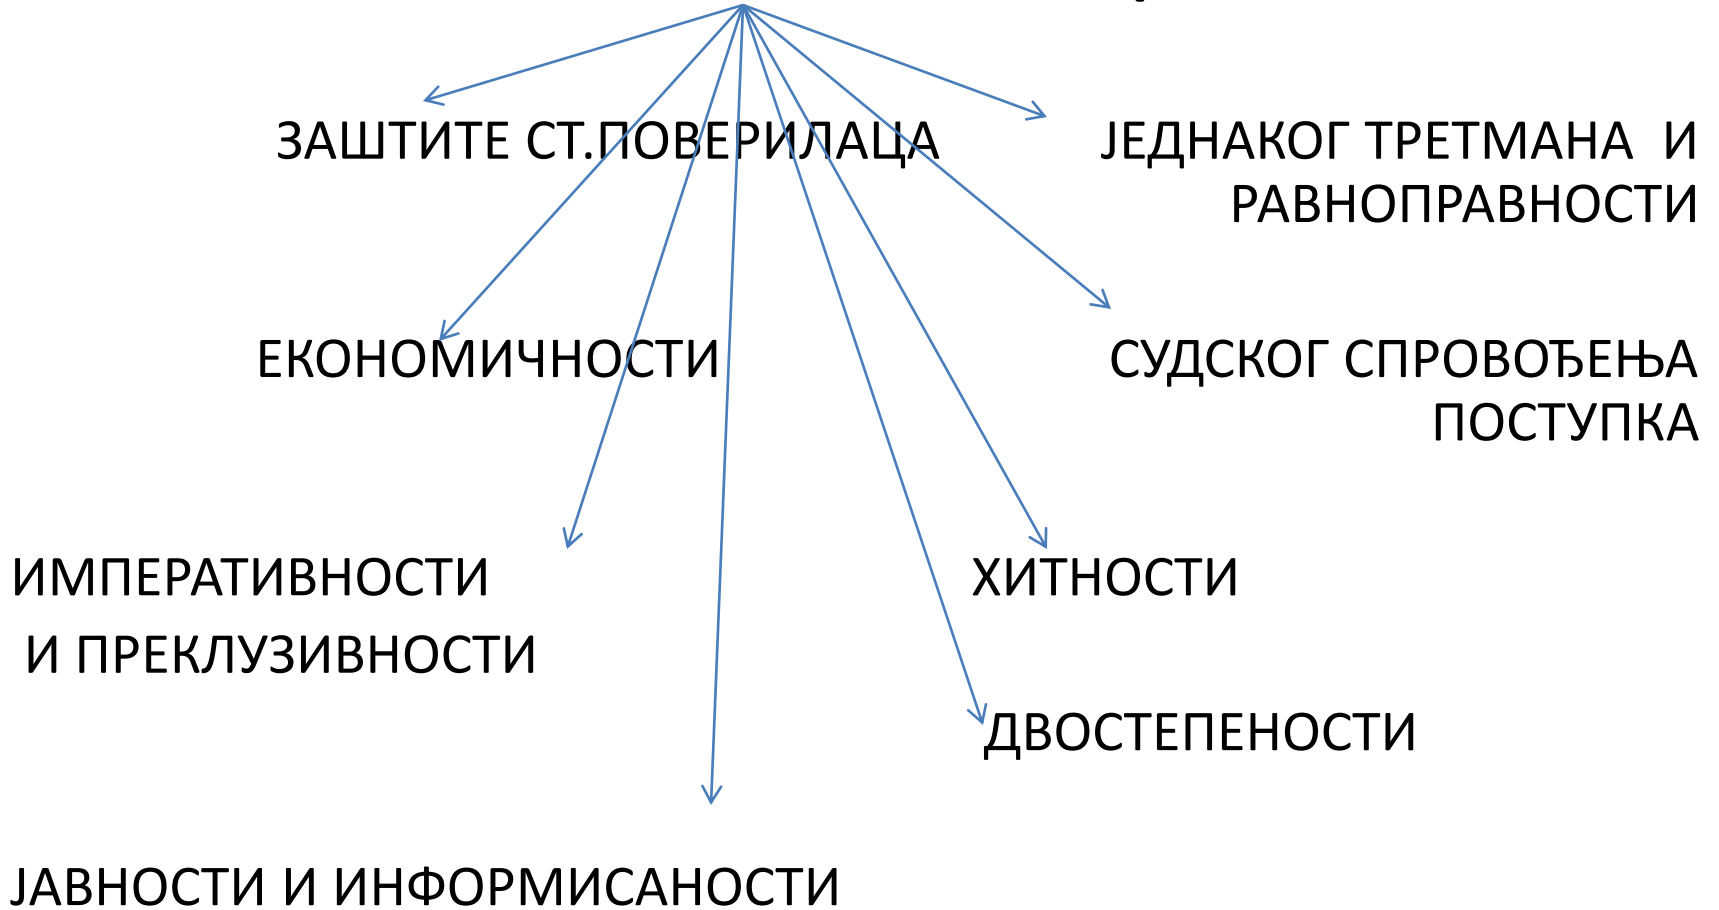 ЗАШТИТЕ СТ.ПОВЕРИЛАЦА
ЈЕДНАКОГ ТРЕТМАНА И
РАВНОПРАВНОСТИ
ЕКОНОМИЧНОСТИ
СУДСКОГ СПРОВОЂЕЊА
ПОСТУПКА
ИМПЕРАТИВНОСТИ
И ПРЕКЛУЗИВНОСТИ
ХИТНОСТИ
ДВОСТЕПЕНОСТИ
ЈАВНОСТИ И ИНФОРМИСАНОСТИ